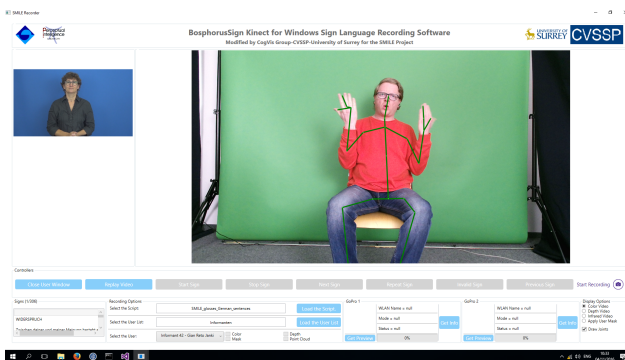 SMILE Recorder
Perceptual
Intelligence
BosphorusSign Kinect for Windows Sign Language Recording Software
Modified by CogVis Group-CVSSP-University of Surrey for the SMILE Project
UNIVERSITY OF
SURREY
CVSSP
Controllers
Close User Window
Replay Video
Start Sign
Stop Sign
Next Sign
Repeat Sign
Invalid Sign
Previous Sign
Start Recording
Signs (1/308)
WIDERSPRUCH
Recording Options:
Select the Script:
SMILE_glosses_German_sentences
Load the Script
Select the User List:
Informanten
Load the User List
Select the User:
Color
Mask
Depth
Point Cloud
GoPro 1
WLAN Name = null
Mode = null
Status = null
Get Info
Get Preview
0%
GoPro 2
WLAN Name = null
Mode = null
Status = null
Get Info
Get Preview
0%
Display Options
Color Video
Depth Video
Infrared Video
Apply User Mask
Draw Joints
ENG
16:33